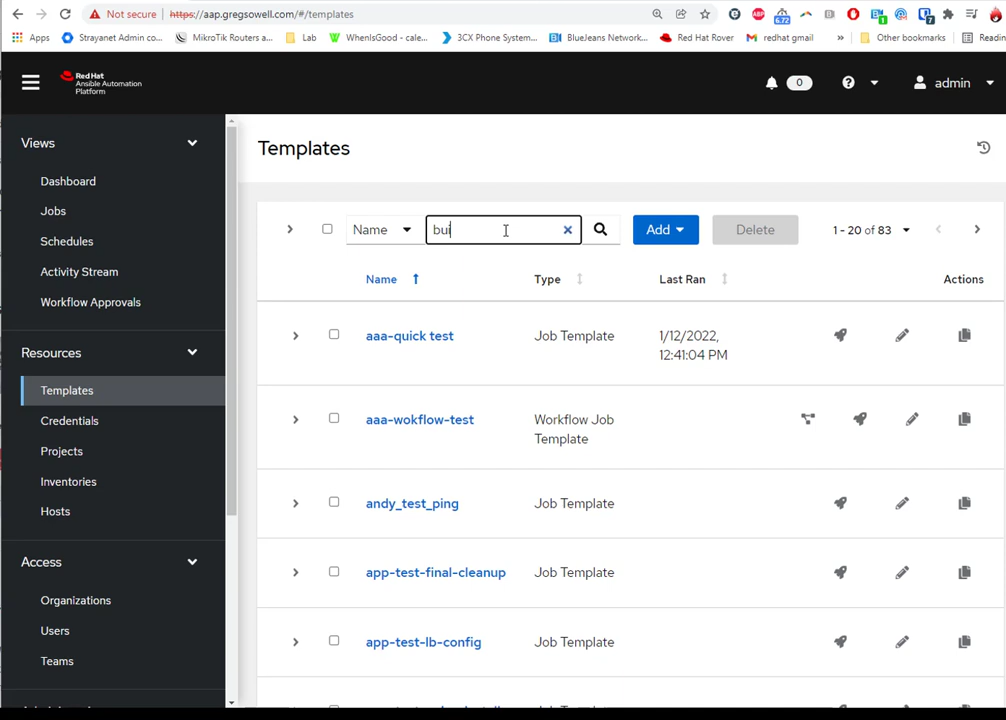 Not secure https://aap.gregsowell.com/#/templates
6.72 1 7
Apps Strayanet Admin co... MikroTik Routers a... Lab WhenIsGood - cale... 3CX Phone System... BlueJeans Network... Red Hat Rover redhat gmail » Other bookmarks Readin
Red Hat
Ansible Automation
Platform
0 admin
Views
Dashboard
Jobs
Schedules
Activity Stream
Workflow Approvals
Resources
Templates
Credentials
Projects
Inventories
Hosts
Access
Organizations
Users
Teams
Templates
Name bui Add Delete 1 - 20 of 83
Name Type Last Ran Actions
aaa-quick test Job Template 1/12/2022,
12:41:04 PM
aaa-wokflow-test Workflow Job
Template
andy_test_ping Job Template
app-test-final-cleanup Job Template
app-test-lb-config Job Template